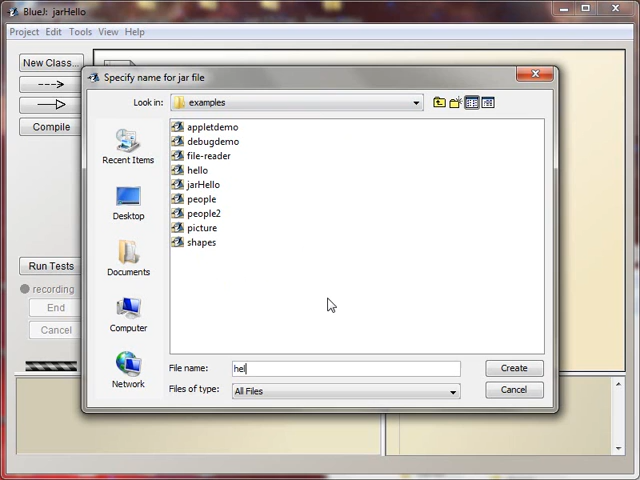 BlueJ: jarHello
Project Edit Tools View Help
New Class...
Compile
Run Tests
recording
End
Cancel
Specify name for jar file
Look in: examples
Recent Items
Desktop
Documents
Computer
Network
appletdemo
debugdemo
file-reader
hello
jarHello
people
people2
picture
shapes
File name: hel
Create
Files of type: All Files
Cancel